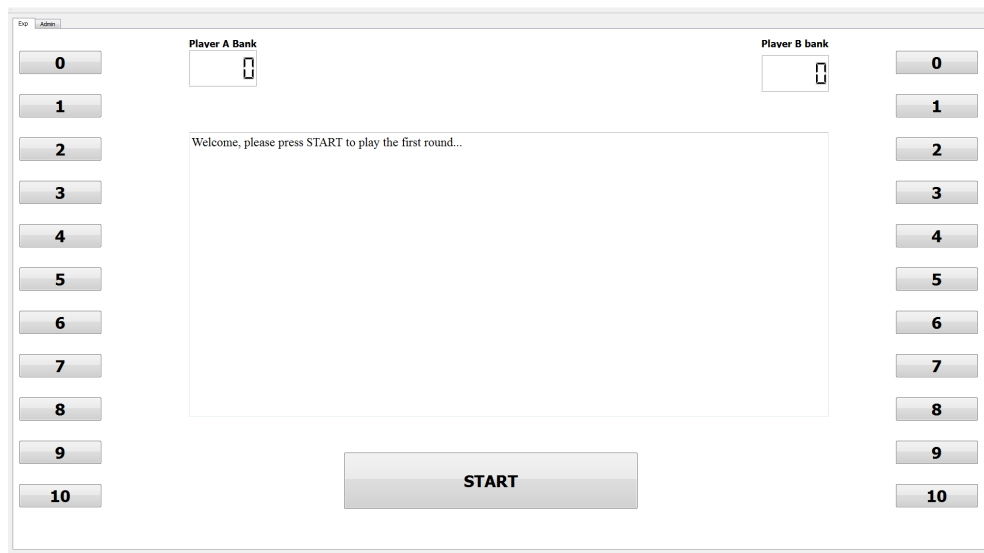 Exp Admin
Player A Bank Player B bank
0 0 0 0
1 1
Welcome, please press START to play the first round...
2 2
3 3
4 4
5 5
6 6
7 7
8 8
9 9
START
10 10